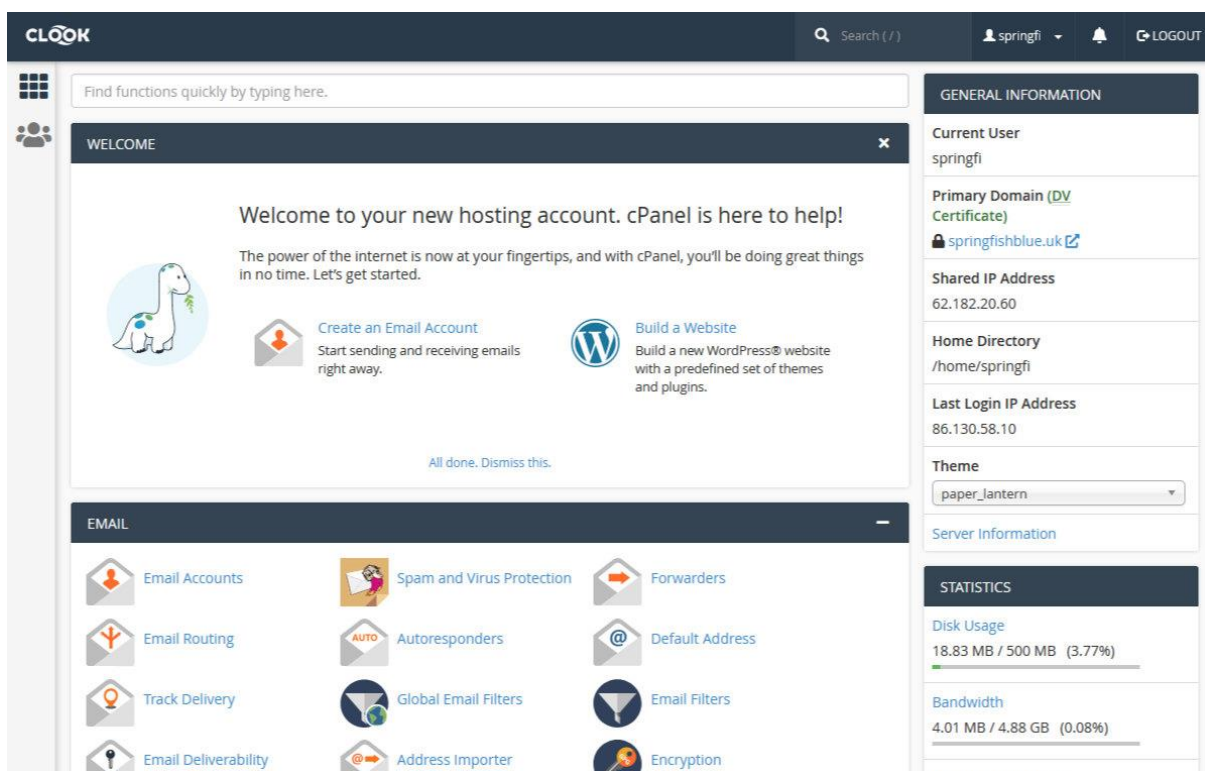 CLOOK
Search ( / )
springfi
LOGOUT
Find functions quickly by typing here.
WELCOME
Welcome to your new hosting account. cPanel is here to help!
The power of the internet is now at your fingertips, and with cPanel, you'll be doing great things
in no time. Let's get started.
Create an Email Account
Start sending and receiving emails
right away.
Build a Website
Build a new WordPress® website
with a predefined set of themes
and plugins.
All done. Dismiss this.
EMAIL
Email Accounts
Spam and Virus Protection
Forwarders
Email Routing
AUTO
Autoresponders
@
Default Address
Track Delivery
Global Email Filters
Email Filters
Email Deliverability
@
Address Importer
Encryption
GENERAL INFORMATION
Current User
springfi
Primary Domain (DV
Certificate)
springfishblue.uk
Shared IP Address
62.182.20.60
Home Directory
/home/springfi
Last Login IP Address
86.130.58.10
Theme
paper_lantern
Server Information
STATISTICS
Disk Usage
18.83 MB / 500 MB (3.77%)
Bandwidth
4.01 MB / 4.88 GB (0.08%)